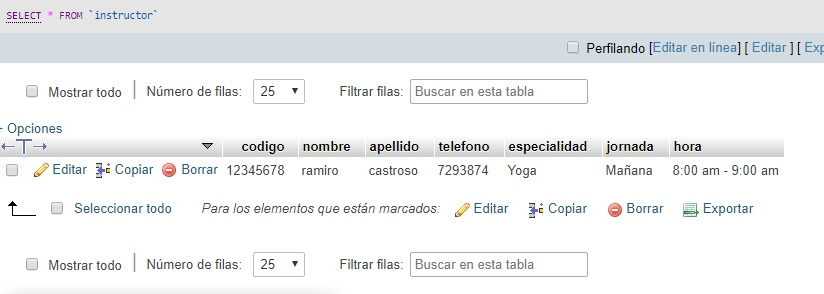 SELECT * FROM `instructor`
Perfilando [Editar en línea] [ Editar ] [ Exp
Mostrar todo | Número de filas: 25 Filtrar filas: Buscar en esta tabla
+ Opciones
←T→ codigo nombre apellido telefono especialidad jornada hora
Editar Copiar Borrar 12345678 ramiro castroso 7293874 Yoga Mañana 8:00 am - 9:00 am
Seleccionar todo Para los elementos que están marcados: Editar Copiar Borrar Exportar
Mostrar todo | Número de filas: 25 Filtrar filas: Buscar en esta tabla